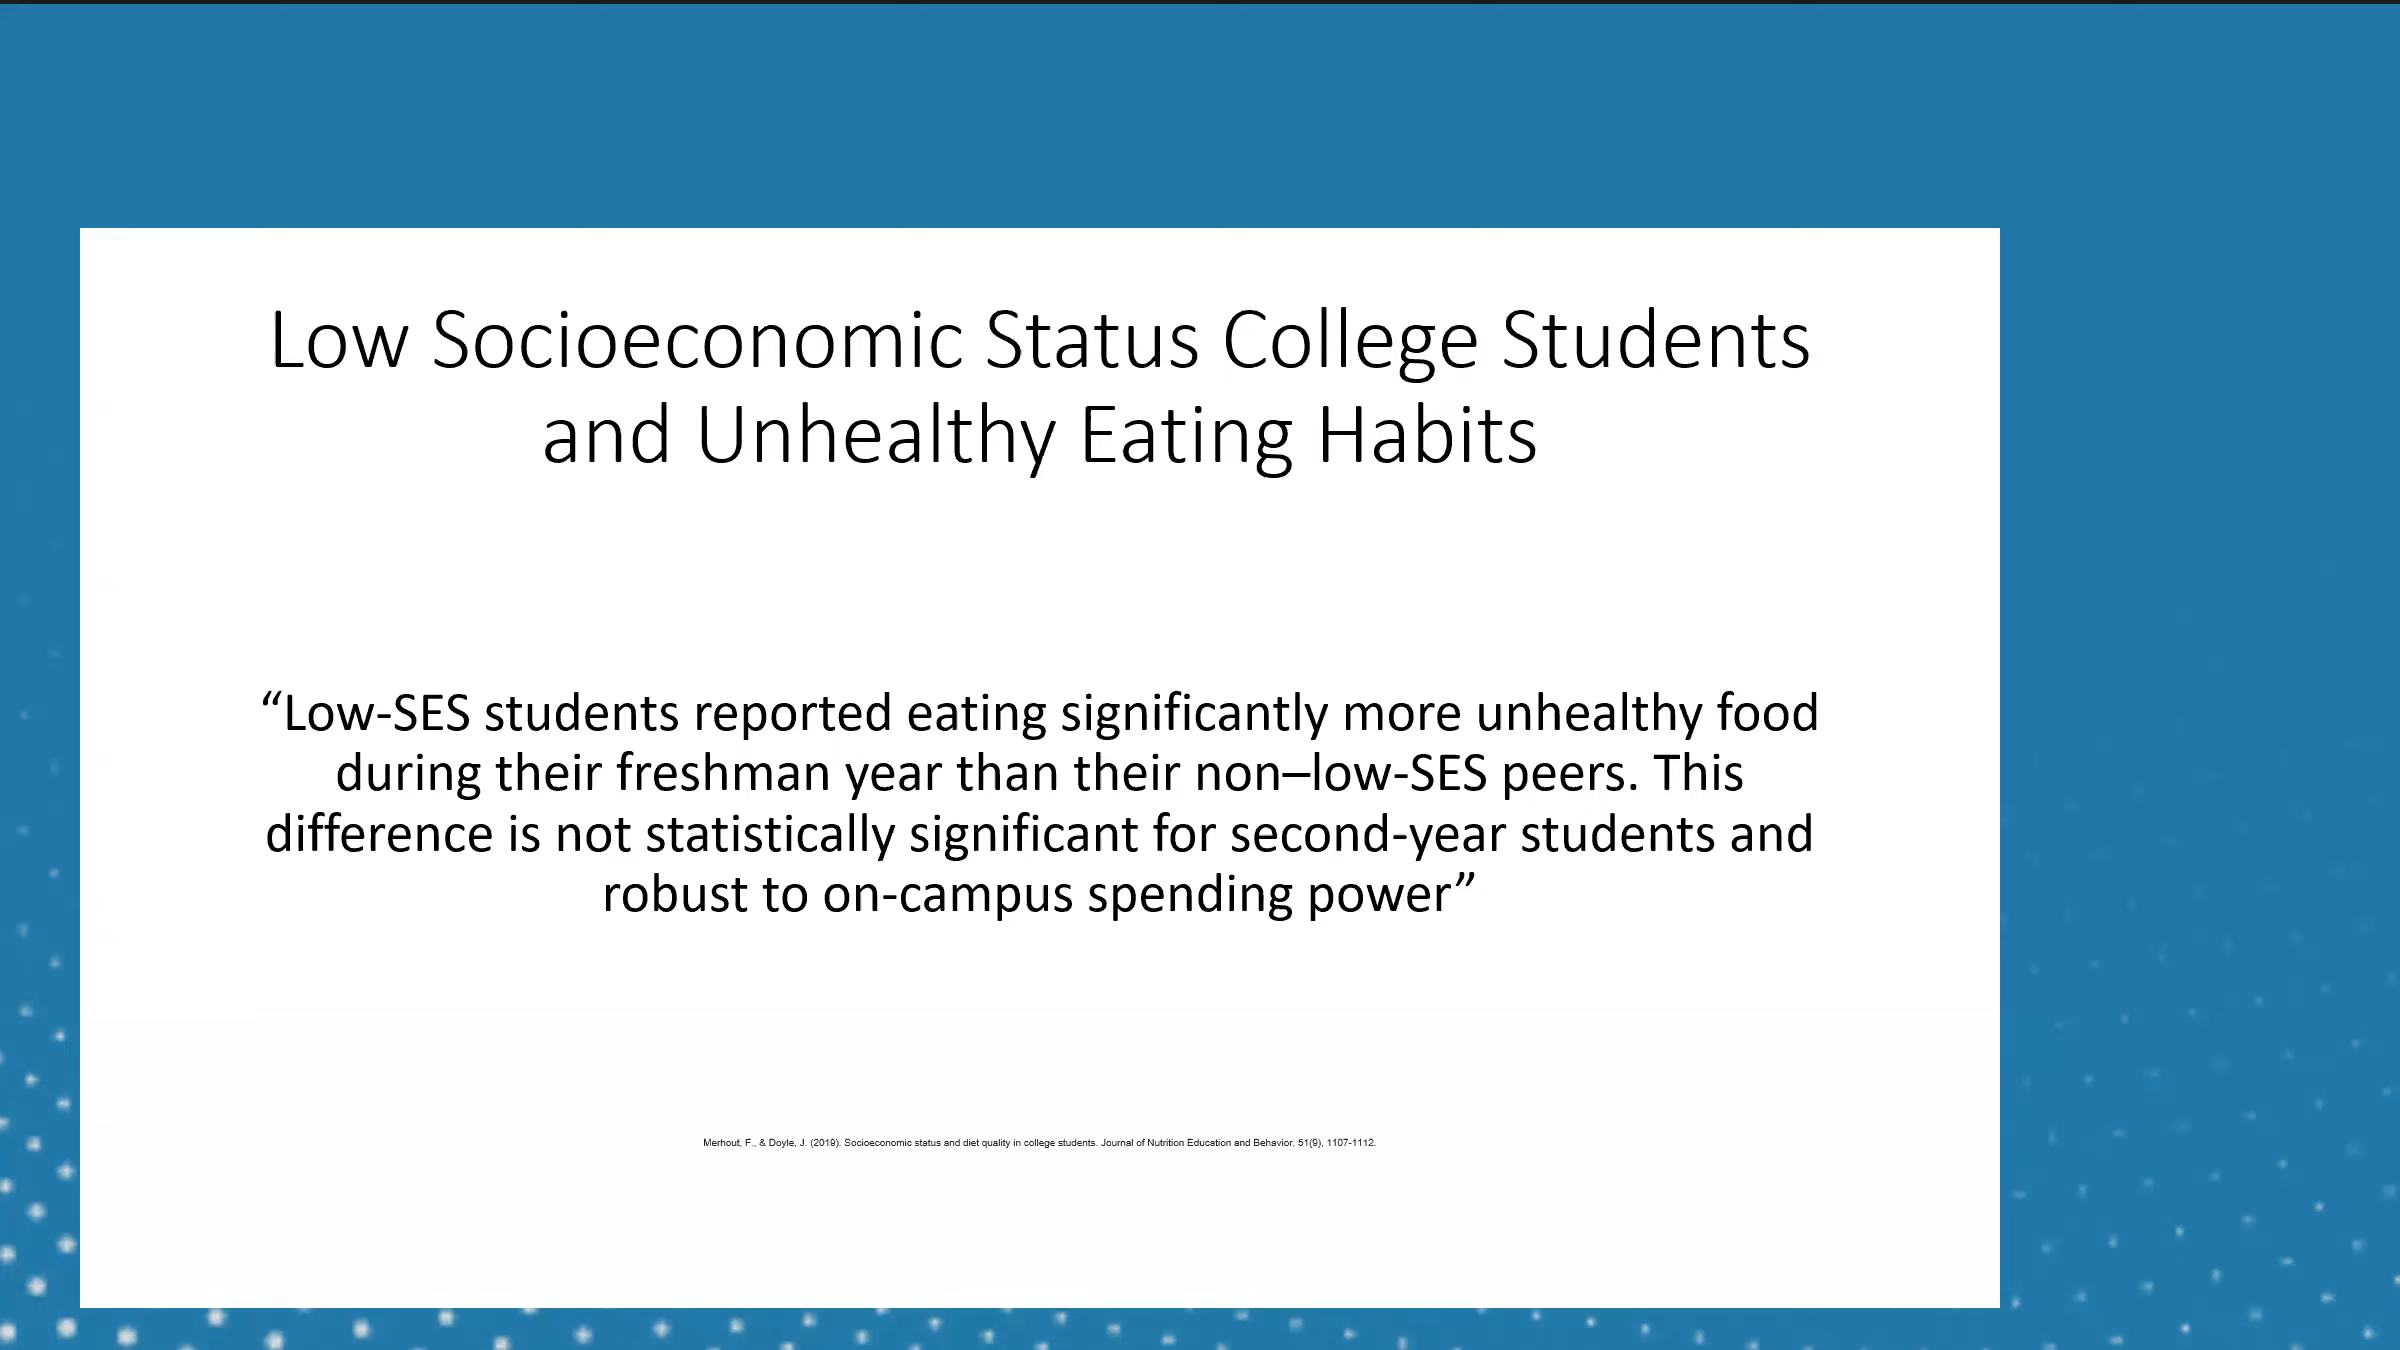 Low Socioeconomic Status College Students
and Unhealthy Eating Habits
“Low-SES students reported eating significantly more unhealthy food
during their freshman year than their non–low-SES peers. This
difference is not statistically significant for second-year students and
robust to on-campus spending power”
Merhout, F., & Doyle, J. (2019). Socioeconomic status and diet quality in college students. Journal of Nutrition Education and Behavior, 51(9), 1107-1112.